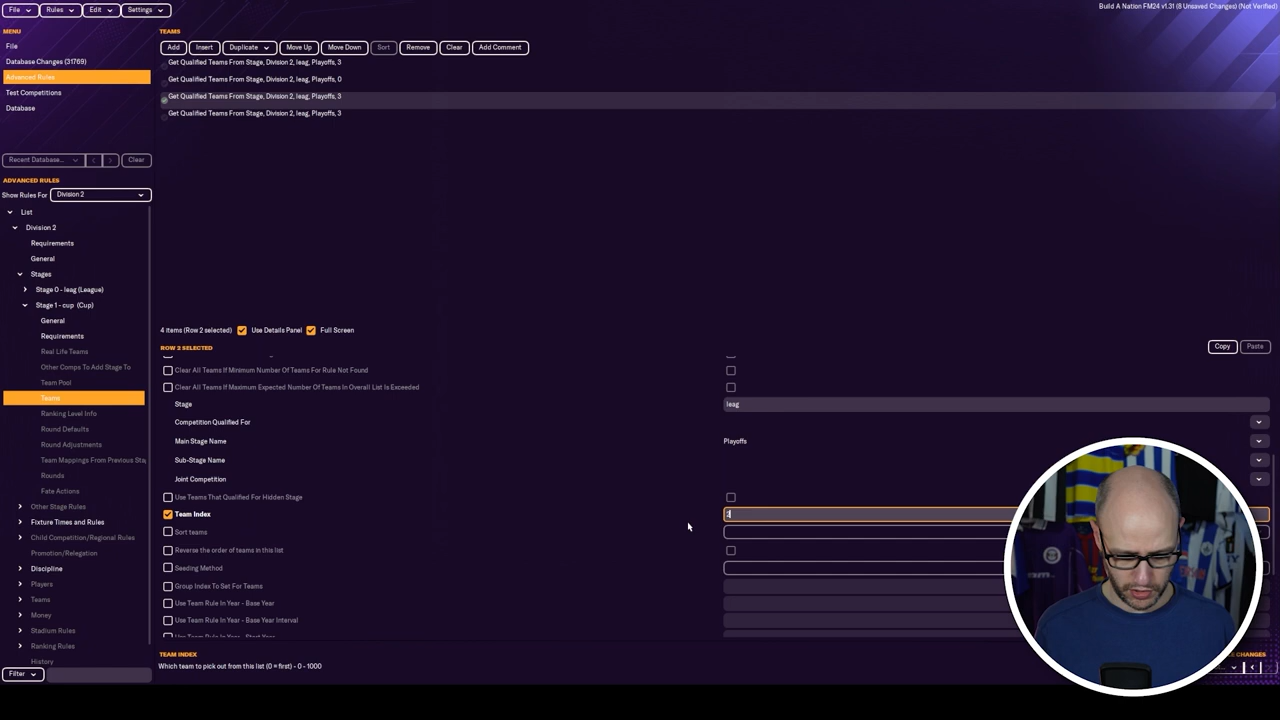 File
Rules
Edit
Settings
Build A Nation FM24 v1.31 (8 Unsaved Changes) (Not Verified)
MENU
File
Database Changes (31769)
Advanced Rules
Test Competitions
Database
Recent Database...
Clear
ADVANCED RULES
Show Rules For
Division 2
List
Division 2
Requirements
General
Stages
Stage 0 - leag (League)
Stage 1 - cup (Cup)
General
Requirements
Real Life Teams
Other Comps To Add Stage To
Team Pool
Teams
Ranking Level Info
Round Defaults
Round Adjustments
Team Mappings From Previous Sta
Rounds
Fate Actions
Other Stage Rules
Fixture Times and Rules
Child Competition/Regional Rules
Promotion/Relegation
Discipline
Players
Teams
Money
Stadium Rules
Ranking Rules
History
Filter
TEAMS
Add
Insert
Duplicate
Move Up
Move Down
Sort
Remove
Clear
Add Comment
Get Qualified Teams From Stage, Division 2, leag, Playoffs, 3
Get Qualified Teams From Stage, Division 2, leag, Playoffs, 0
Get Qualified Teams From Stage, Division 2, leag, Playoffs, 3
Get Qualified Teams From Stage, Division 2, leag, Playoffs, 3
4 items (Row 2 selected)
Use Details Panel
Full Screen
ROW 2 SELECTED
Copy
Paste
Clear All Teams If Minimum Number Of Teams For Rule Not Found
Clear All Teams If Maximum Expected Number Of Teams In Overall List Is Exceeded
Stage
leag
Competition Qualified For
Main Stage Name
Playoffs
Sub-Stage Name
Joint Competition
Use Teams That Qualified For Hidden Stage
Team Index
Sort teams
Reverse the order of teams in this list
Seeding Method
Group Index To Set For Teams
Use Team Rule In Year - Base Year
Use Team Rule In Year - Base Year Interval
Use Team Rule In Year - Start Year
TEAM INDEX
Which team to pick out from this list (0 = first) - 0 - 1000
CHANGES